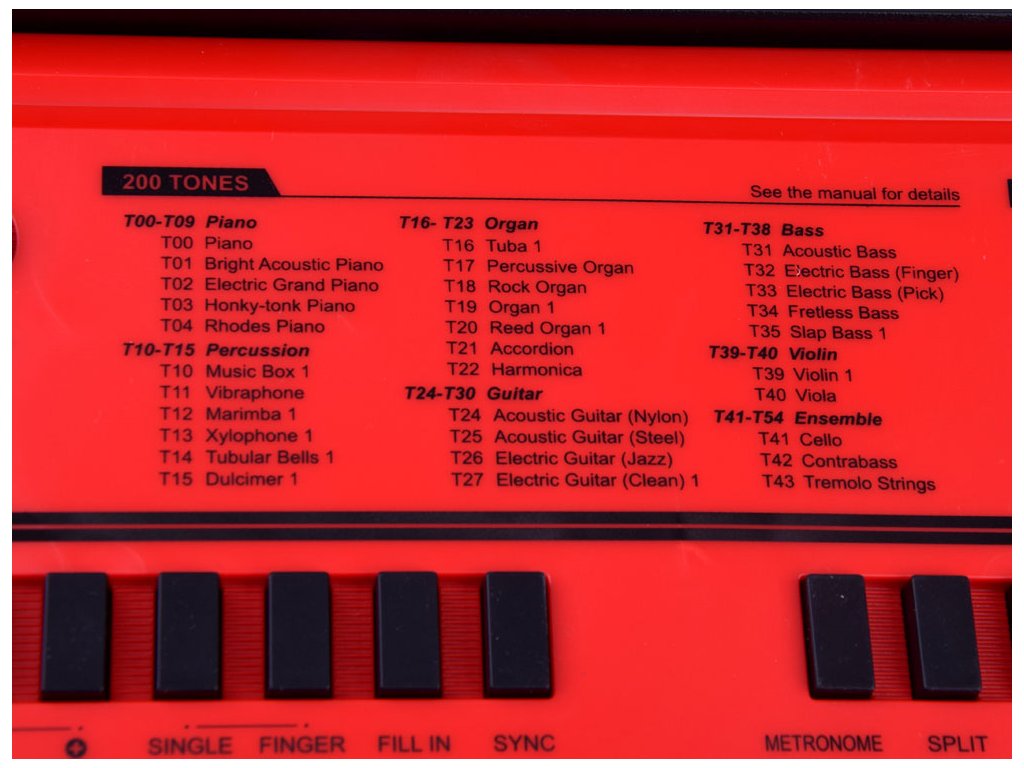 200 TONES
See the manual for details
T00-T09 Piano
T00 Piano
T01 Bright Acoustic Piano
T02 Electric Grand Piano
T03 Honky-tonk Piano
T04 Rhodes Piano
T10-T15 Percussion
T10 Music Box 1
T11 Vibraphone
T12 Marimba 1
T13 Xylophone 1
T14 Tubular Bells 1
T15 Dulcimer 1
T16- T23 Organ
T16 Tuba 1
T17 Percussive Organ
T18 Rock Organ
T19 Organ 1
T20 Reed Organ 1
T21 Accordion
T22 Harmonica
T24-T30 Guitar
T24 Acoustic Guitar (Nylon)
T25 Acoustic Guitar (Steel)
T26 Electric Guitar (Jazz)
T27 Electric Guitar (Clean) 1
T31-T38 Bass
T31 Acoustic Bass
T32 Electric Bass (Finger)
T33 Electric Bass (Pick)
T34 Fretless Bass
T35 Slap Bass 1
T39-T40 Violin
T39 Violin 1
T40 Viola
T41-T54 Ensemble
T41 Cello
T42 Contrabass
T43 Tremolo Strings
SINGLE FINGER FILL IN SYNC METRONOME SPLIT